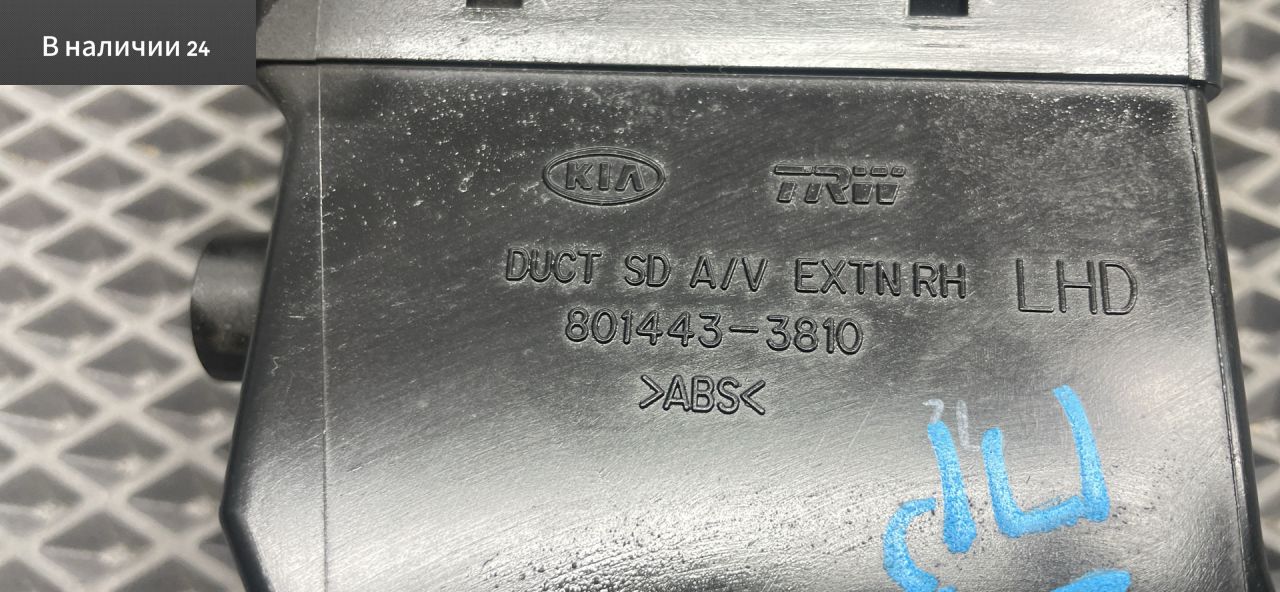 В наличии 24
KIA TRW
DUCT SD A/V EXTN RH LHD
801443-3810
>ABS<